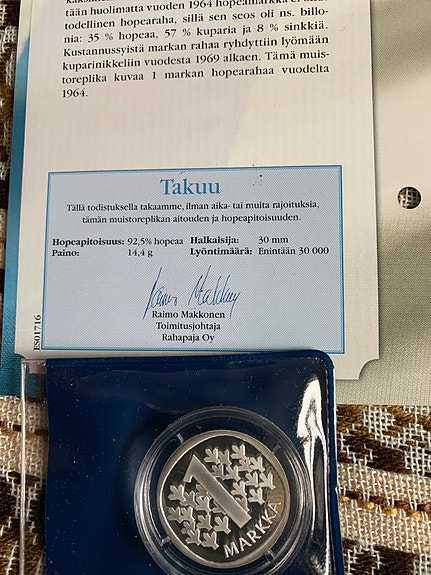 tään huolimatta vuoden 1964 hopeamarkka ei
todellinen hopearaha, sillä sen seos oli ns. billo-
nia: 35 % hopeaa, 57 % kuparia ja 8 % sinkkiä.
Kustannussyistä markan rahaa ryhdyttiin lyömään
kuparinikkeliin vuodesta 1969 alkaen. Tämä muis-
toreplika kuvaa 1 markan hopearahaa vuodelta
1964.
Takuu
Tällä todistuksella takaamme, ilman aika- tai muita rajoituksia,
tämän muistoreplikan aitouden ja hopeapitoisuuden.
Hopeapitoisuus: 92,5% hopeaa Halkaisija: 30 mm
Paino: 14,4 g Lyöntimäärä: Enintään 30 000
Raimo Makkonen
Raimo Makkonen
Toimitusjohtaja
Rahapaja Oy
ES01716
1
MARKKA